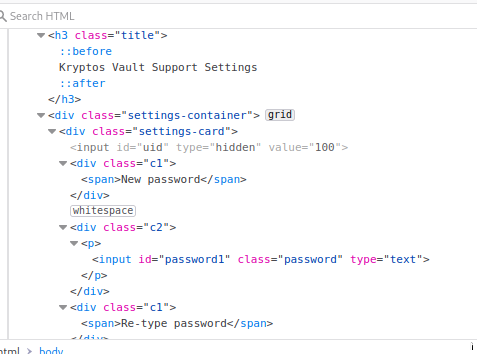 Search HTML
<h3 class="title">
::before
Kryptos Vault Support Settings
::after
</h3>
<div class="settings-container"> grid
<div class="settings-card">
<input id="uid" type="hidden" value="100">
<div class="c1">
<span>New password</span>
</div>
whitespace
<div class="c2">
<p>
<input id="password1" class="password" type="text">
</p>
</div>
<div class="c1">
<span>Re-type password</span>
</div>
html > body